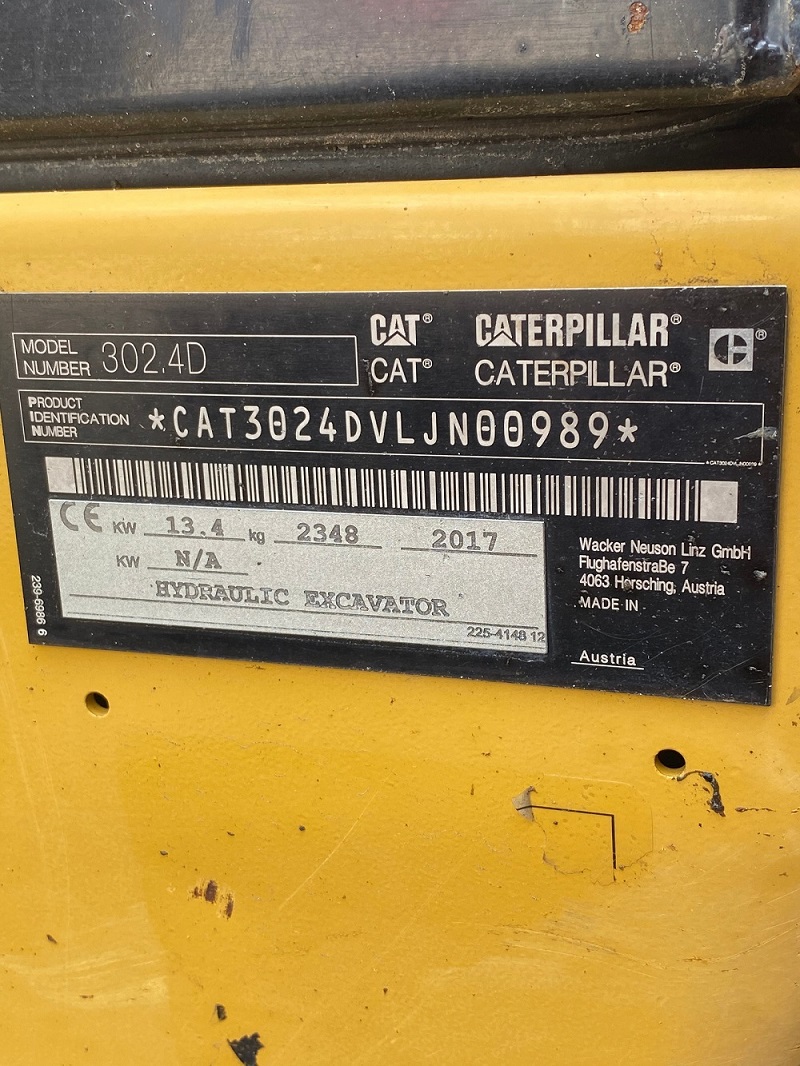 MODEL NUMBER 302.4D
CAT® CATERPILLAR® C®
CAT® CATERPILLAR®
PRODUCT IDENTIFICATION NUMBER *CAT3024DVLJN00989*
CE KW 13.4 kg 2348 2017
KW N/A
HYDRAULIC EXCAVATOR
225-4148 12
239-6986 6
Wacker Neuson Linz GmbH
Flughafenstraße 7
4063 Hörsching, Austria
MADE IN
Austria